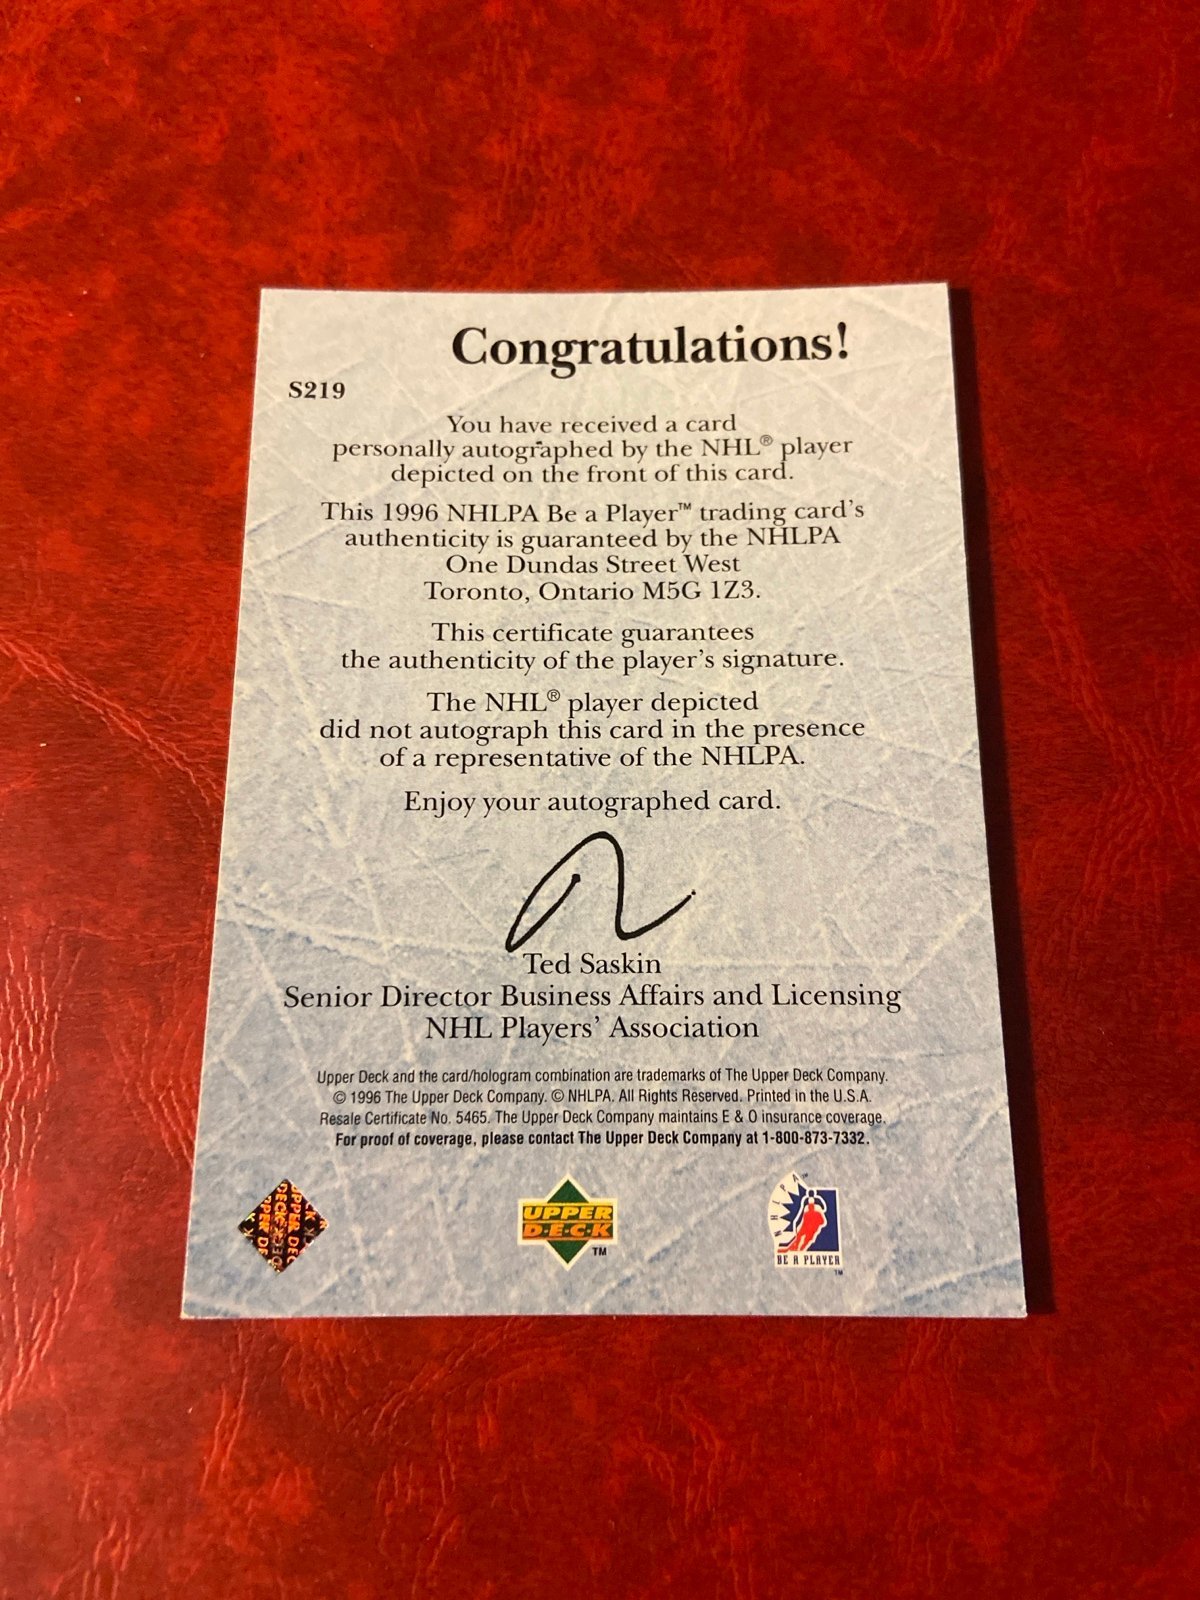 Congratulations!
S219
You have received a card
personally autographed by the NHL® player
depicted on the front of this card.
This 1996 NHLPA Be a Player™ trading card's
authenticity is guaranteed by the NHLPA
One Dundas Street West
Toronto, Ontario M5G 1Z3.
This certificate guarantees
the authenticity of the player's signature.
The NHL® player depicted
did not autograph this card in the presence
of a representative of the NHLPA.
Enjoy your autographed card.
Ted Saskin
Senior Director Business Affairs and Licensing
NHL Players' Association
Upper Deck and the card/hologram combination are trademarks of The Upper Deck Company.
© 1996 The Upper Deck Company. © NHLPA. All Rights Reserved. Printed in the U.S.A.
Resale Certificate No. 5465. The Upper Deck Company maintains E & O insurance coverage.
For proof of coverage, please contact The Upper Deck Company at 1-800-873-7332.
UPPER
D·E·C·K
TM
NHLPA™
BE A PLAYER
TM